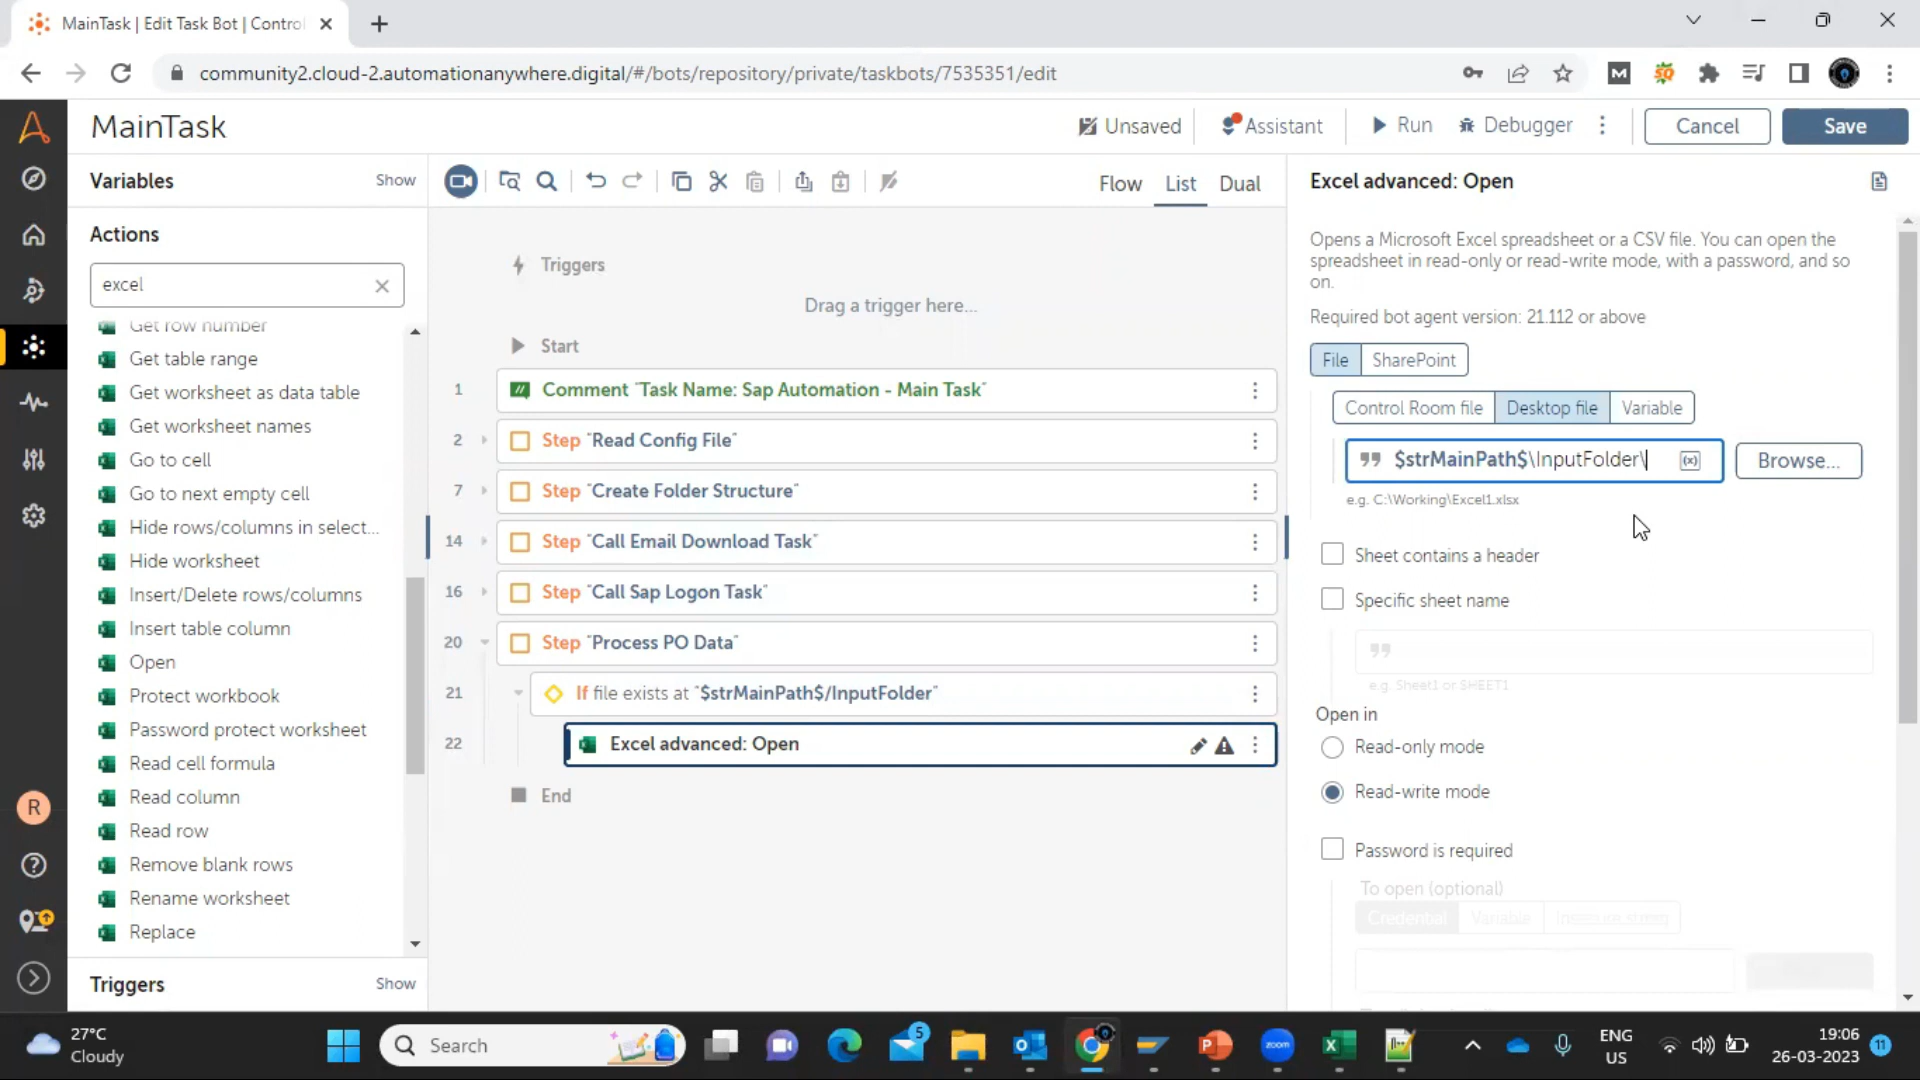 MainTask | Edit Task Bot | Contro
community2.cloud-2.automationanywhere.digital/#/bots/repository/private/taskbots/7535351/edit
MainTask
Unsaved
Assistant
Run
Debugger
Cancel
Save
Variables
Show
Actions
excel
Get row number
Get table range
Get worksheet as data table
Get worksheet names
Go to cell
Go to next empty cell
Hide rows/columns in select...
Hide worksheet
Insert/Delete rows/columns
Insert table column
Open
Protect workbook
Password protect worksheet
Read cell formula
Read column
Read row
Remove blank rows
Rename worksheet
Replace
Triggers
Show
Flow
List
Dual
Triggers
Drag a trigger here...
Start
1 Comment "Task Name: Sap Automation - Main Task"
2 Step "Read Config File"
7 Step "Create Folder Structure"
14 Step "Call Email Download Task"
16 Step "Call Sap Logon Task"
20 Step "Process PO Data"
21 If file exists at "$strMainPath$/InputFolder"
22 Excel advanced: Open
End
Excel advanced: Open
Opens a Microsoft Excel spreadsheet or a CSV file. You can open the
spreadsheet in read-only or read-write mode, with a password, and so
on.
Required bot agent version: 21.112 or above
File
SharePoint
Control Room file
Desktop file
Variable
$strMainPath$\InputFolder\
(x)
Browse...
e.g. C:\Working\Excel1.xlsx
Sheet contains a header
Specific sheet name
e.g. Sheet1 or SHEET1
Open in
Read-only mode
Read-write mode
Password is required
To open (optional)
Credential
Variable
Insecure string
R
27°C
Cloudy
Search
5
zoom
ENG
US
19:06
26-03-2023
11